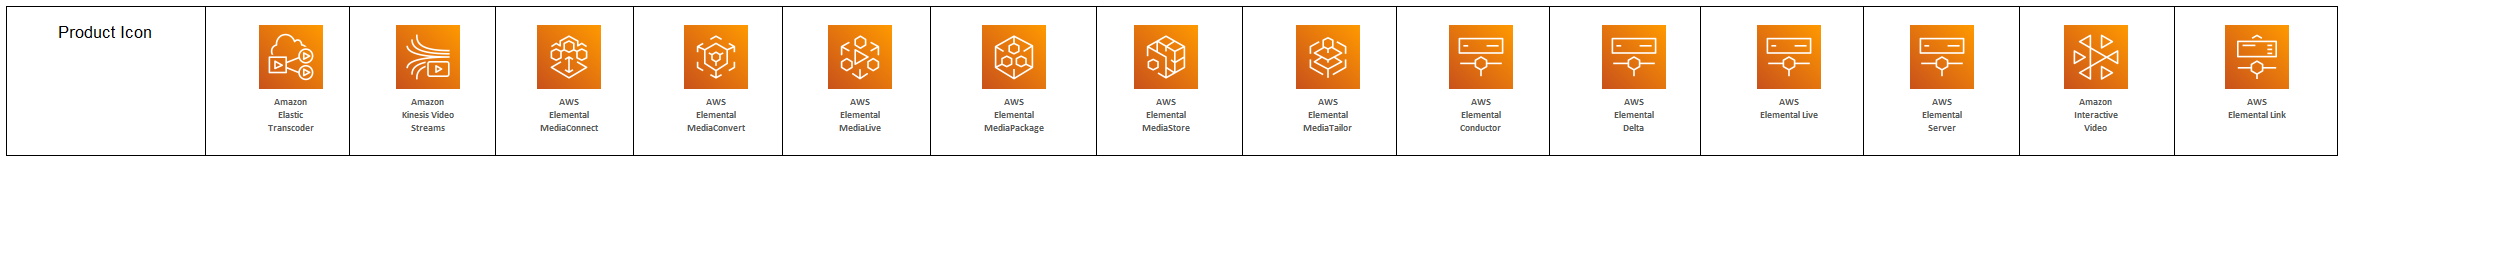 Product Icon
Amazon
Elastic
Transcoder
Amazon
Kinesis Video
Streams
AWS
Elemental
MediaConnect
AWS
Elemental
MediaConvert
AWS
Elemental
MediaLive
AWS
Elemental
MediaPackage
AWS
Elemental
MediaStore
AWS
Elemental
MediaTailor
AWS
Elemental
Conductor
AWS
Elemental
Delta
AWS
Elemental Live
AWS
Elemental
Server
Amazon
Interactive
Video
AWS
Elemental Link